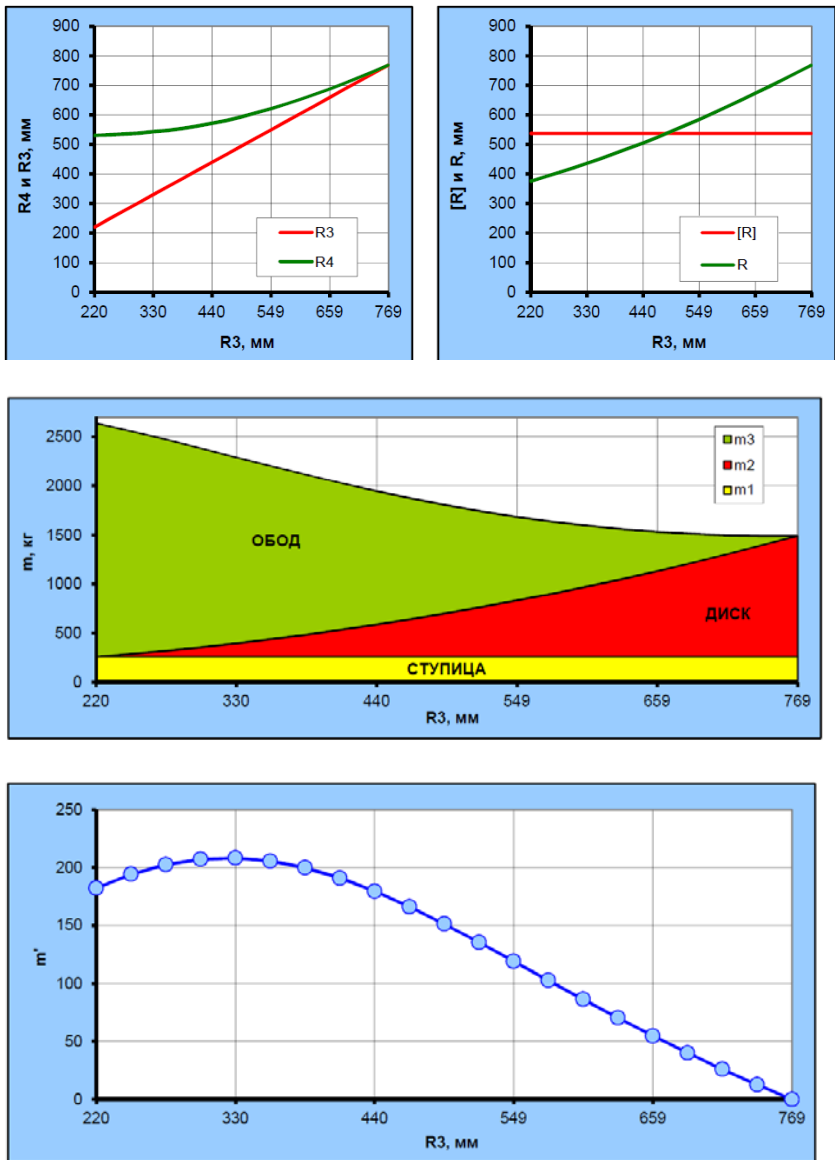 900
800
700
600
500
400
300
200
100
0
220 330 440 549 659 769
R4 и R3, мм
R3, мм
R3
R4
900
800
700
600
500
400
300
200
100
0
220 330 440 549 659 769
[R] и R, мм
R3, мм
[R]
R
2500
2000
1500
1000
500
0
220 330 440 549 659 769
m, кг
R3, мм
ОБОД
ДИСК
СТУПИЦА
m3
m2
m1
250
200
150
100
50
0
220 330 440 549 659 769
m'
R3, мм